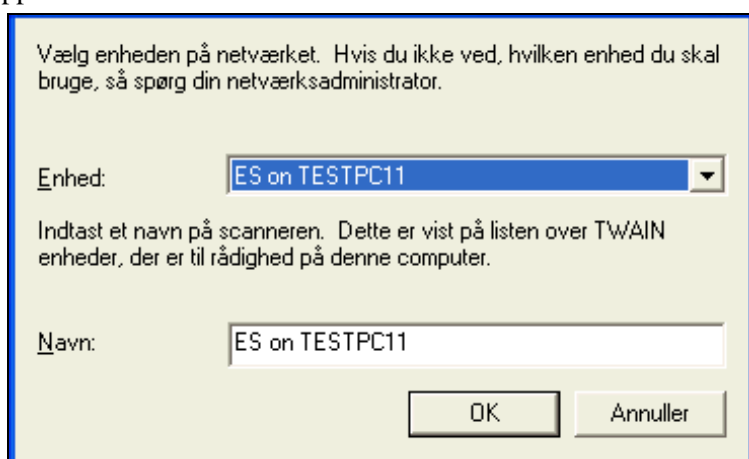 Vælg enheden på netværket.  Hvis du ikke ved, hvilken enhed du skal
bruge, så spørg din netværksadministrator.
Enhed: ES on TESTPC11
Indtast et navn på scanneren.  Dette er vist på listen over TWAIN
enheder, der er til rådighed på denne computer.
Navn: ES on TESTPC11
OK Annuller